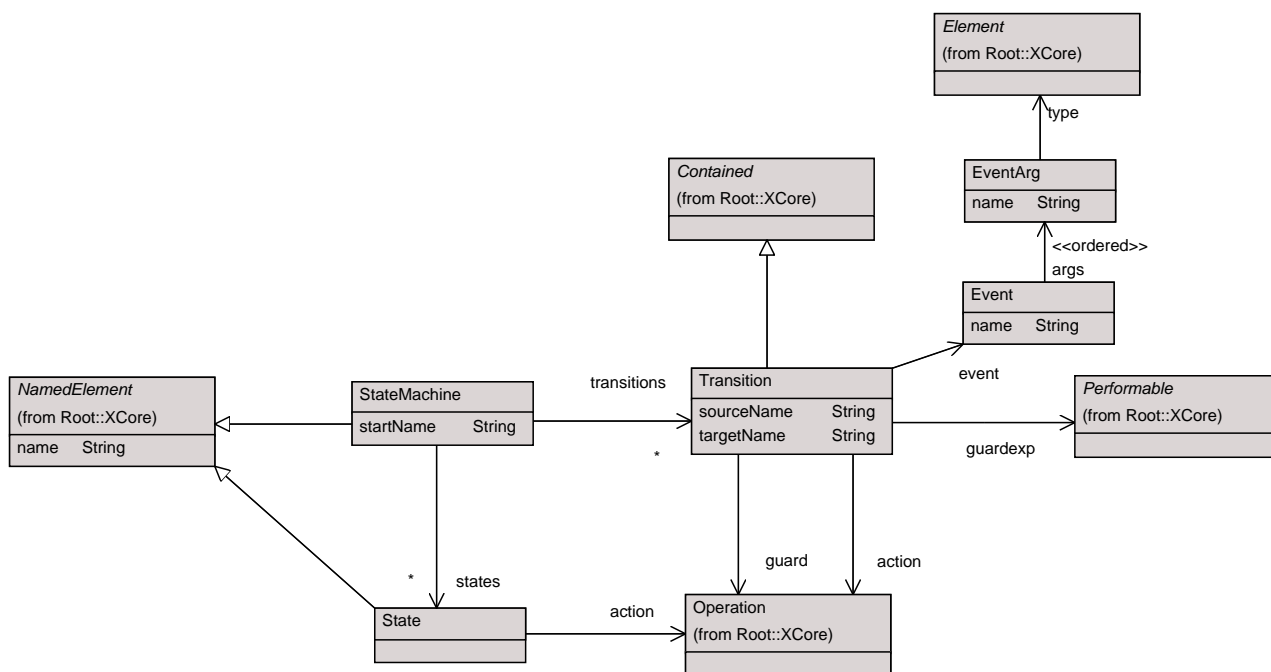 Element
(from Root::XCore)
type
Contained
(from Root::XCore)
EventArg
name String
<<ordered>>
args
Event
name String
event
NamedElement
(from Root::XCore)
name String
StateMachine
startName String
transitions
*
Transition
sourceName String
targetName String
Performable
(from Root::XCore)
guardexp
guard
action
* states
State
action
Operation
(from Root::XCore)